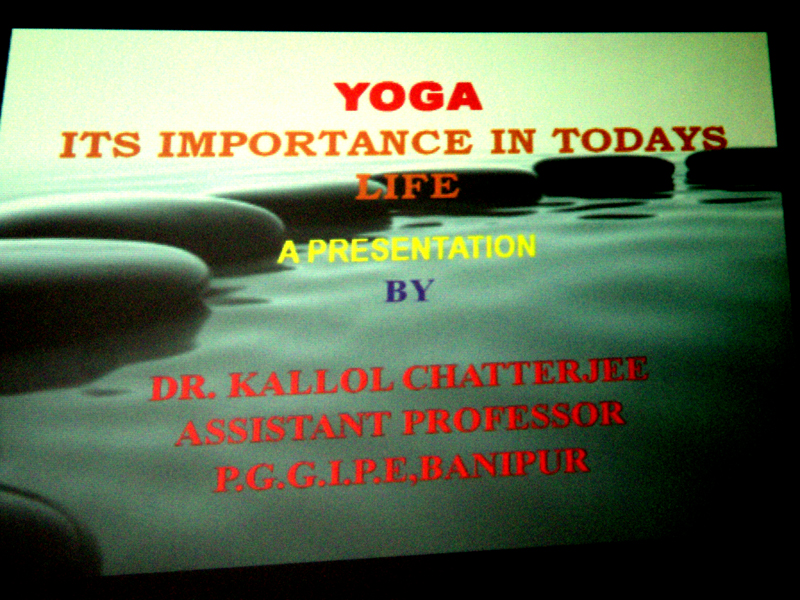 YOGA
ITS IMPORTANCE IN TODAYS
LIFE
A PRESENTATION
BY
DR. KALLOL CHATTERJEE
ASSISTANT PROFESSOR
P.G.G.I.P.E,BANIPUR